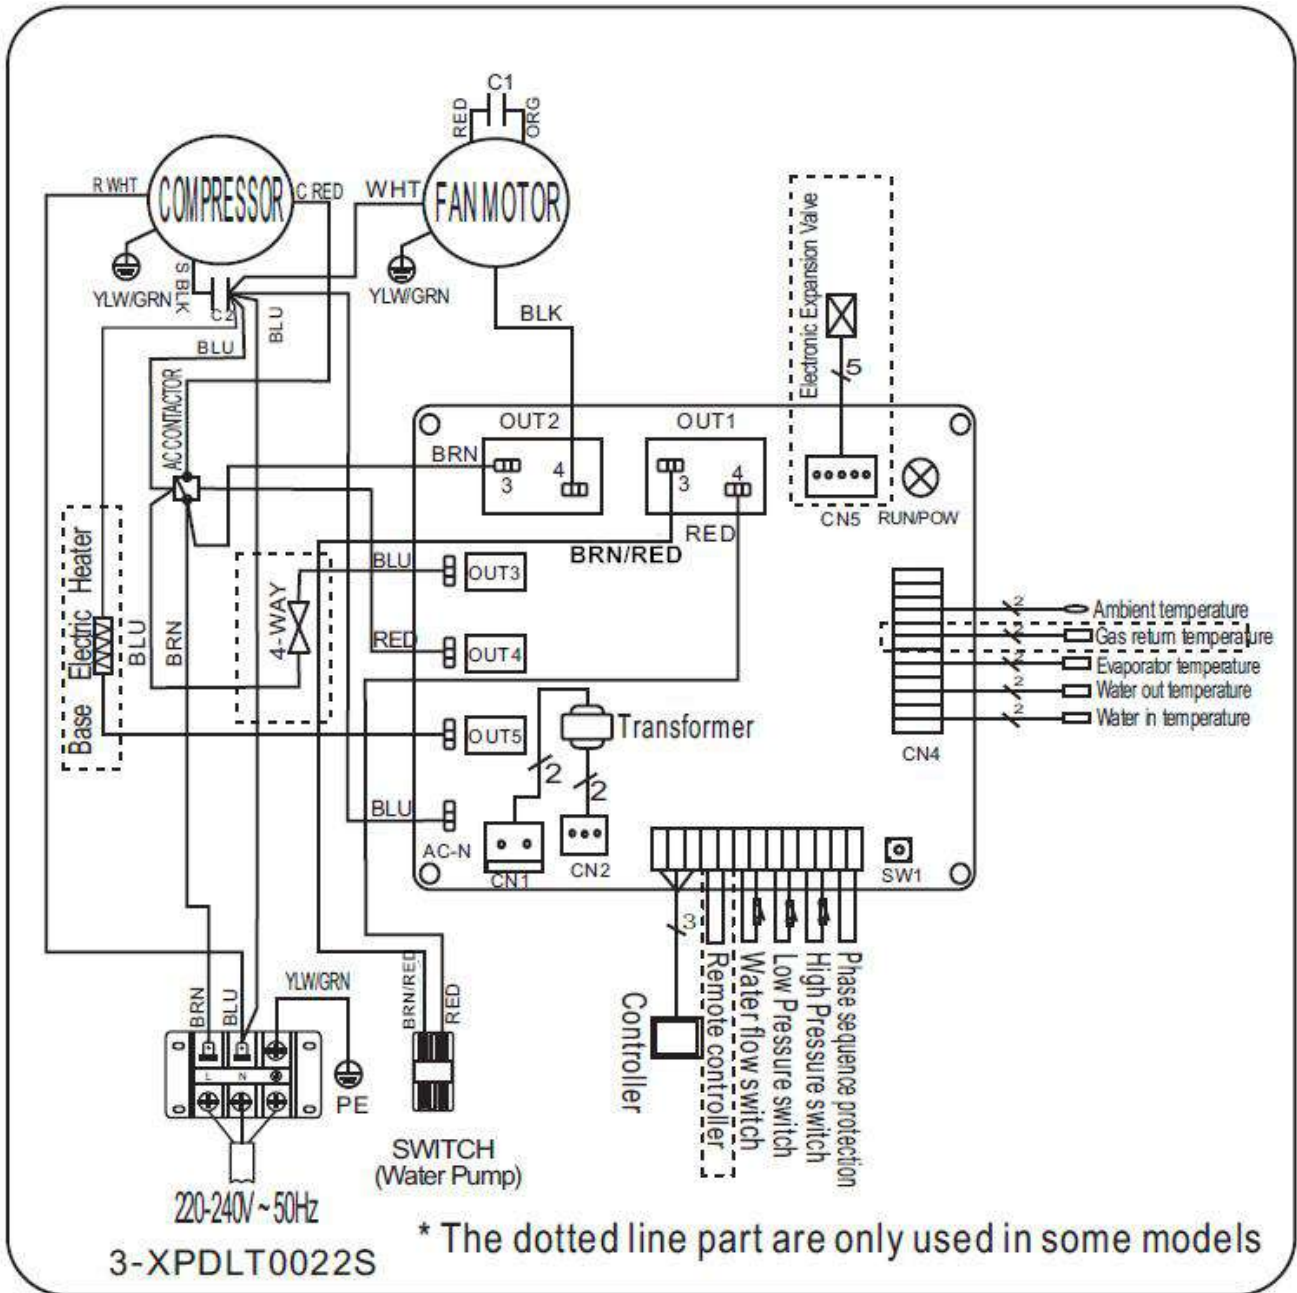 C1
RED
ORG
COMPRESSOR
R WHT
C RED
WHT
FAN MOTOR
YLW/GRN
S BLK
C2
YLW/GRN
BLK
BLU
BLU
Electronic Expansion Valve
5
CN5
RUN/POW
AC CONTACTOR
OUT2
BRN
3
4
OUT1
3
4
RED
BRN/RED
Base Electric Heater
BLU
BRN
4-WAY
BLU
OUT3
RED
OUT4
OUT5
Transformer
2
2
BLU
AC-N
CN1
CN2
2
Ambient temperature
2
Gas return temperature
2
Evaporator temperature
2
Water out temperature
2
Water in temperature
CN4
SW1
3
Controller
Remote controller
Water flow switch
Low Pressure switch
High Pressure switch
Phase sequence protection
BRN
BLU
YLW/GRN
L
N
PE
BRN/RED
RED
SWITCH
(Water Pump)
220-240V ~ 50Hz
3-XPDLT0022S
* The dotted line part are only used in some models